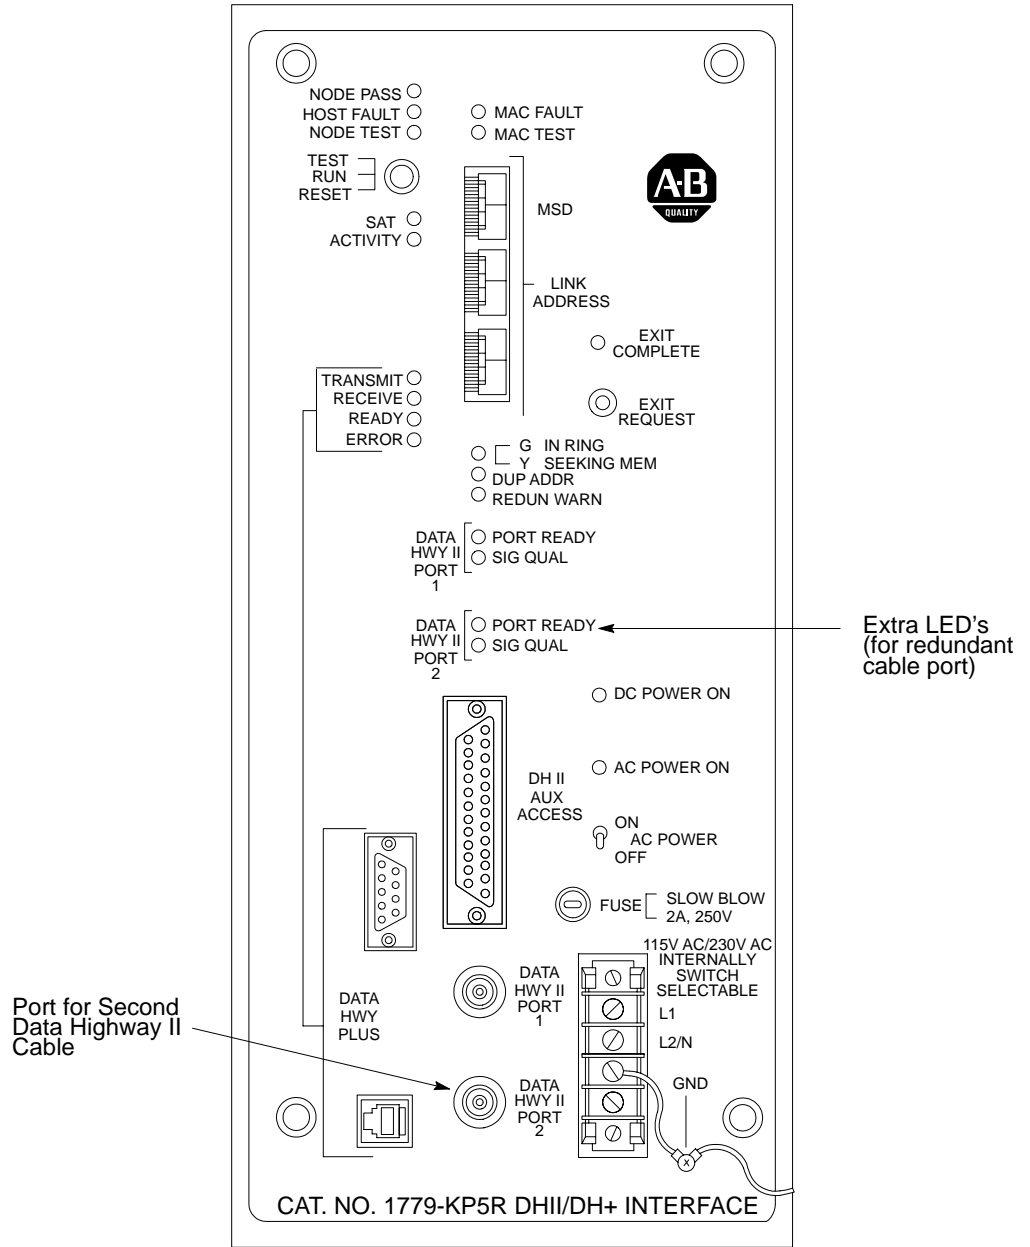 NODE PASS
HOST FAULT
NODE TEST
MAC FAULT
MAC TEST
TEST
RUN
RESET
SAT
ACTIVITY
MSD
LINK
ADDRESS
A-B
QUALITY
EXIT
COMPLETE
EXIT
REQUEST
TRANSMIT
RECEIVE
READY
ERROR
G IN RING
Y SEEKING MEM
DUP ADDR
REDUN WARN
DATA
HWY II
PORT
1
PORT READY
SIG QUAL
DATA
HWY II
PORT
2
PORT READY
SIG QUAL
Extra LED's
(for redundant
cable port)
DC POWER ON
AC POWER ON
DH II
AUX
ACCESS
ON
AC POWER
OFF
FUSE
SLOW BLOW
2A, 250V
115V AC/230V AC
INTERNALLY
SWITCH
SELECTABLE
L1
L2/N
GND
X
DATA
HWY II
PORT
1
DATA
HWY
PLUS
Port for Second
Data Highway II
Cable
DATA
HWY II
PORT
2
CAT. NO. 1779-KP5R DHII/DH+ INTERFACE